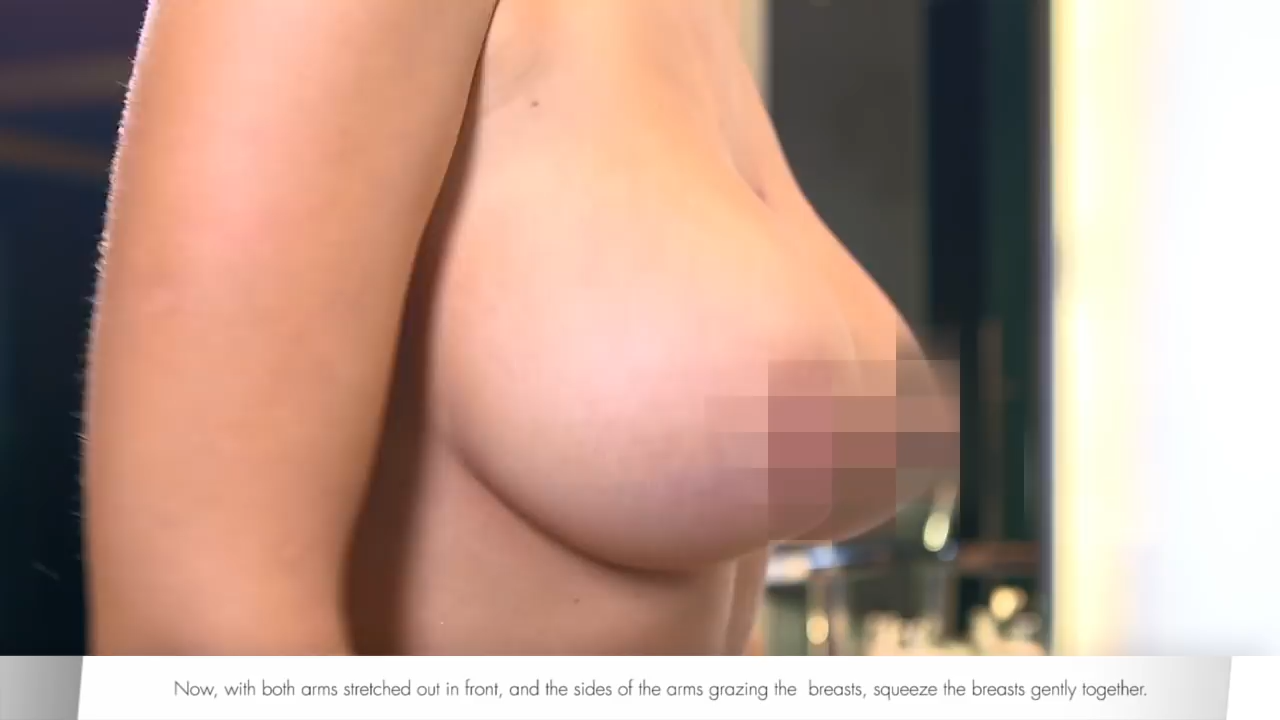 Now, with both arms stretched out in front, and the sides of the arms grazing the  breasts, squeeze the breasts gently together.